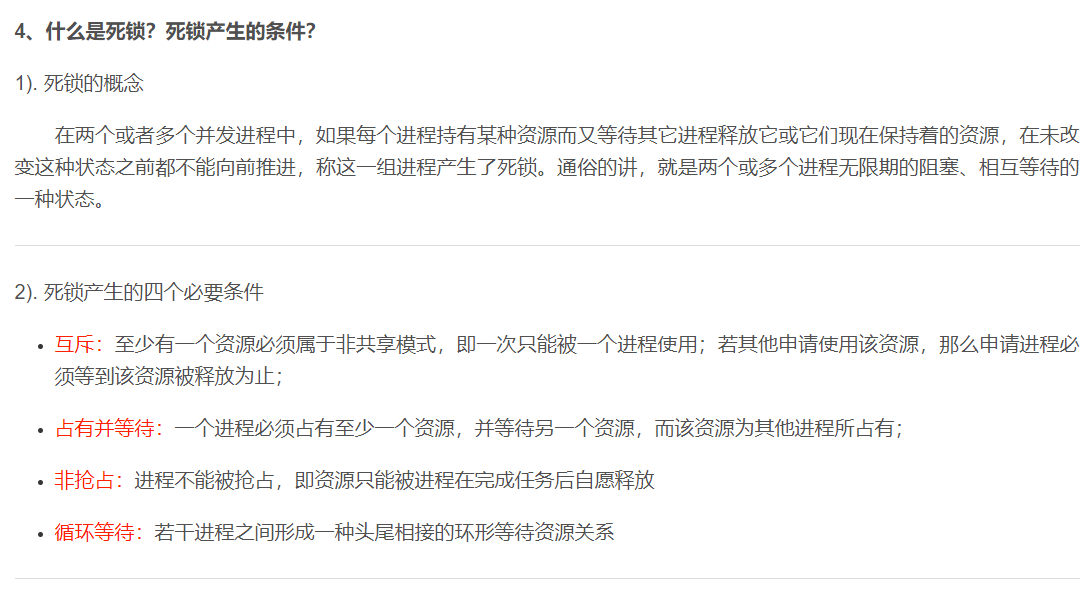 4、什么是死锁？死锁产生的条件？
1). 死锁的概念
在两个或者多个并发进程中，如果每个进程持有某种资源而又等待其它进程释放它或它们现在保持着的资源，在未改
变这种状态之前都不能向前推进，称这一组进程产生了死锁。通俗的讲，就是两个或多个进程无限期的阻塞、相互等待的
一种状态。
2). 死锁产生的四个必要条件
互斥：至少有一个资源必须属于非共享模式，即一次只能被一个进程使用；若其他申请使用该资源，那么申请进程必
须等到该资源被释放为止；
占有并等待：一个进程必须占有至少一个资源，并等待另一个资源，而该资源为其他进程所占有；
非抢占：进程不能被抢占，即资源只能被进程在完成任务后自愿释放
循环等待：若干进程之间形成一种头尾相接的环形等待资源关系